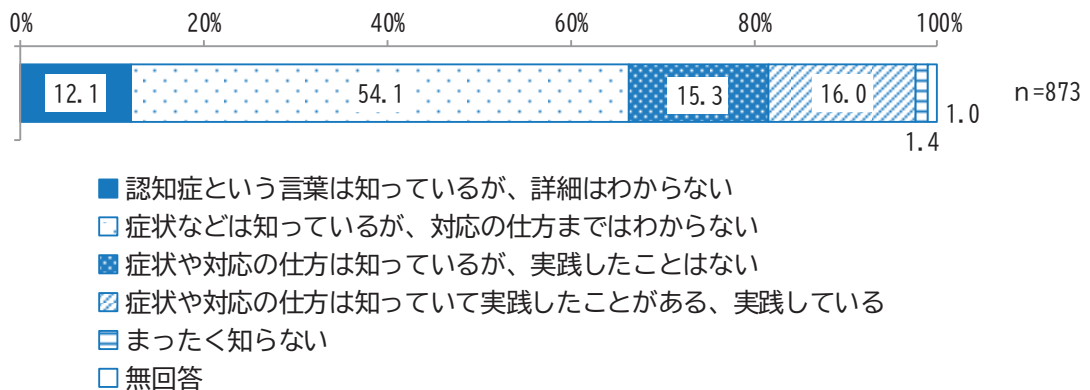 0% 20% 40% 60% 80% 100%
12.1 54.1 15.3 16.0 1.0 n=873
1.4
認知症という言葉は知っているが、詳細はわからない
症状などは知っているが、対応の仕方まではわからない
症状や対応の仕方は知っているが、実践したことはない
症状や対応の仕方は知っていて実践したことがある、実践している
まったく知らない
無回答